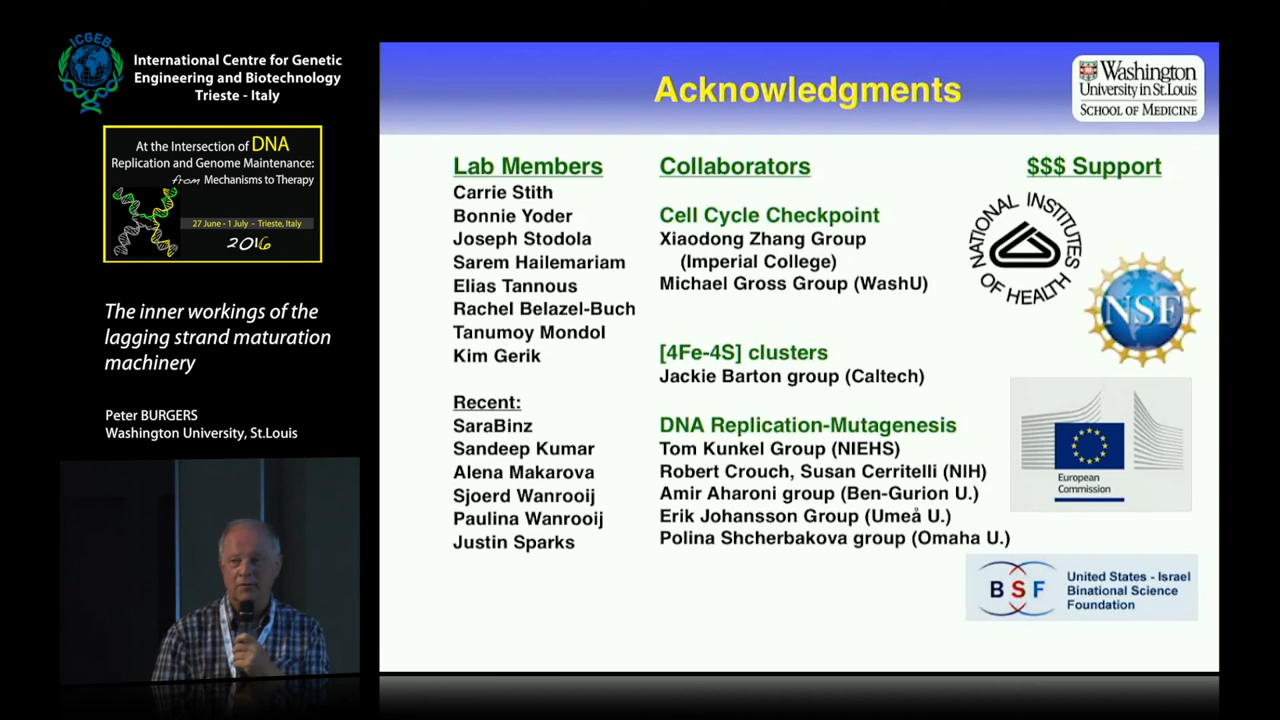 ICGEB
International Centre for Genetic
Engineering and Biotechnology
Trieste - Italy
At the Intersection of DNA
Replication and Genome Maintenance:
from Mechanisms to Therapy
27 June - 1 July – Trieste, Italy
2016
The inner workings of the
lagging strand maturation
machinery
Peter BURGERS
Washington University, St.Louis
Acknowledgments
Washington
University in St.Louis
SCHOOL OF MEDICINE
Lab Members
Carrie Stith
Bonnie Yoder
Joseph Stodola
Sarem Hailemariam
Elias Tannous
Rachel Belazel-Buch
Tanumoy Mondol
Kim Gerik
Recent:
SaraBinz
Sandeep Kumar
Alena Makarova
Sjoerd Wanrooij
Paulina Wanrooij
Justin Sparks
Collaborators
Cell Cycle Checkpoint
Xiaodong Zhang Group
(Imperial College)
Michael Gross Group (WashU)
[4Fe-4S] clusters
Jackie Barton group (Caltech)
DNA Replication-Mutagenesis
Tom Kunkel Group (NIEHS)
Robert Crouch, Susan Cerritelli (NIH)
Amir Aharoni group (Ben-Gurion U.)
Erik Johansson Group (Umeå U.)
Polina Shcherbakova group (Omaha U.)
$$$ Support
NATIONAL INSTITUTES
OF HEALTH
NSF
European
Commission
BSF
United States - Israel
Binational Science
Foundation